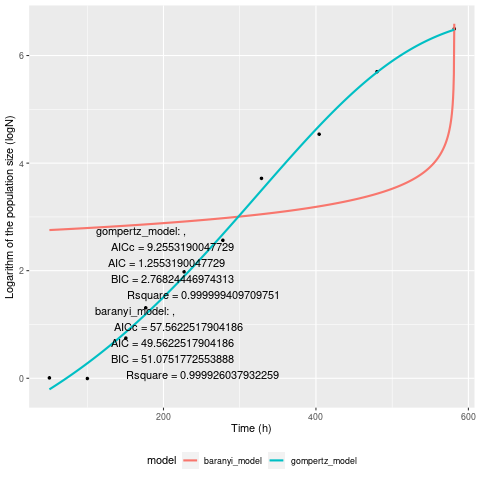 Logarithm of the population size (logN)
6
4
2
0
gompertz_model: ,
AICc = 9.2553190047729
AIC = 1.2553190047729
BIC = 2.76824446974313
Rsquare = 0.999999409709751
baranyi_model: ,
AICc = 57.5622517904186
AIC = 49.5622517904186
BIC = 51.0751772553888
Rsquare = 0.999926037932259
200
400
600
Time (h)
model
baranyi_model
gompertz_model